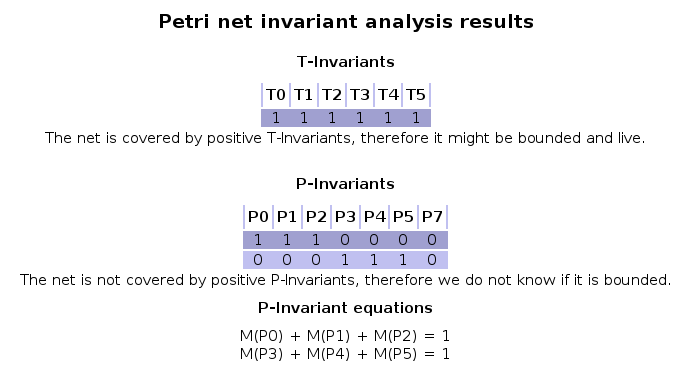 Petri net invariant analysis results
T-Invariants
T0 T1 T2 T3 T4 T5
1 1 1 1 1 1
The net is covered by positive T-Invariants, therefore it might be bounded and live.
P-Invariants
P0 P1 P2 P3 P4 P5 P7
1 1 1 0 0 0 0
0 0 0 1 1 1 0
The net is not covered by positive P-Invariants, therefore we do not know if it is bounded.
P-Invariant equations
M(P0) + M(P1) + M(P2) = 1
M(P3) + M(P4) + M(P5) = 1